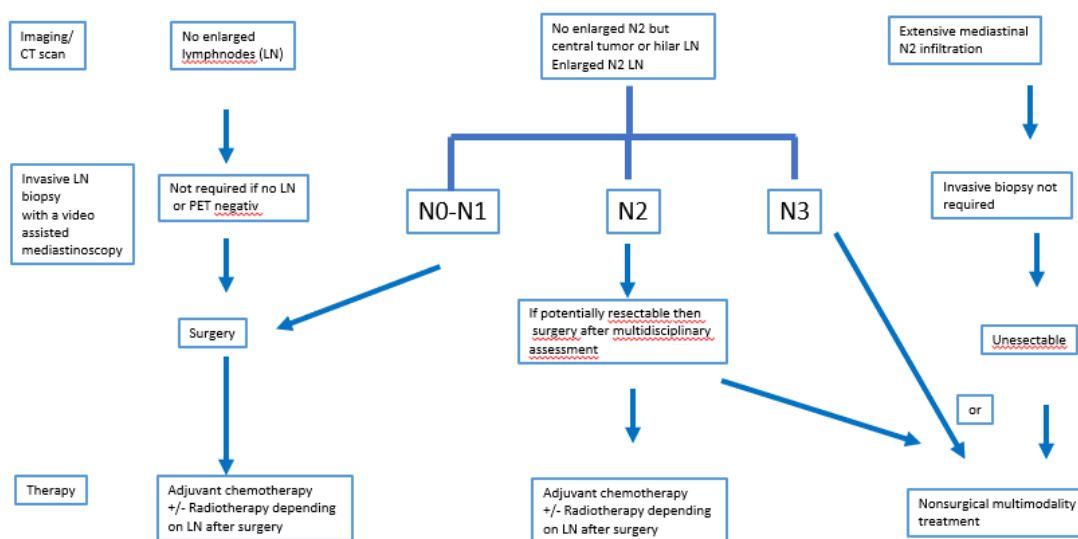 Imaging/
CT scan
No enlarged
lymphnodes (LN)
No enlarged N2 but
central tumor or hilar LN
Enlarged N2 LN
Extensive mediastinal
N2 infiltration
Invasive LN
biopsy
with a video
assisted
mediastinoscopy
Not required if no LN
or PET negativ
N0-N1
N2
N3
Invasive biopsy not
required
Surgery
If potentially resectable then
surgery after multidisciplinary
assessment
Unesectable
or
Therapy
Adjuvant chemotherapy
+/- Radiotherapy depending
on LN after surgery
Adjuvant chemotherapy
+/- Radiotherapy depending
on LN after surgery
Nonsurgical multimodality
treatment